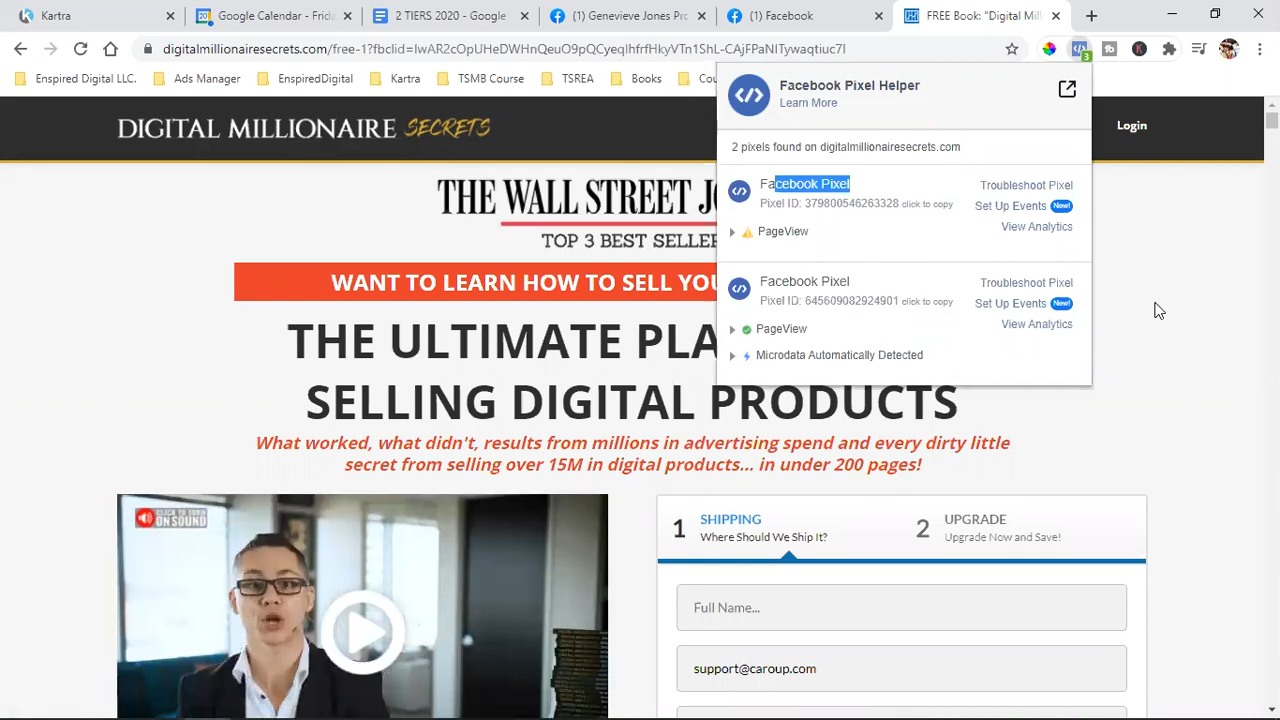 Kartra
Google Calendar - Frida
2 TIERS 2020 - Google
(1) Genevieve Jones Pro
(2) Facebook
FREE Book: "Digital Mil
digitalmillionairesecrets.com/free-1?fbclid=
Enspired Digital LLC.
Ads Manager
EnspiredDigital
Kartra
TSMB Course
TSREA
Books
Cou
3
Facebook Pixel Helper
Learn More
2 pixels found on digitalmillionairesecrets.com
Facebook Pixel
Troubleshoot Pixel
Pixel ID: 379800546263328 click to copy
Set Up Events New!
View Analytics
PageView
Facebook Pixel
Troubleshoot Pixel
Pixel ID: 645609082924901 click to copy
Set Up Events New!
View Analytics
PageView
Microdata Automatically Detected
DIGITAL MILLIONAIRE SECRETS
Login
THE WALL STREET JO
TOP 3 BEST SELLE
WANT TO LEARN HOW TO SELL YOU
THE ULTIMATE PLA
SELLING DIGITAL PRODUCTS
What worked, what didn't, results from millions in advertising spend and every dirty little
secret from selling over 15M in digital products... in under 200 pages!
CLICK TO TURN
ON SOUND
1
SHIPPING
Where Should We Ship It?
2
UPGRADE
Upgrade Now and Save!
Full Name...